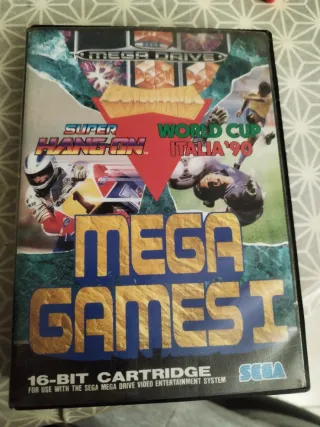 SEGA
MEGA DRIVE
SUPER
HANG-ON
WORLD CUP
ITALIA '90
MEGA
GAMES I
16-BIT CARTRIDGE
FOR USE WITH THE SEGA MEGA DRIVE VIDEO ENTERTAINMENT SYSTEM
SEGA